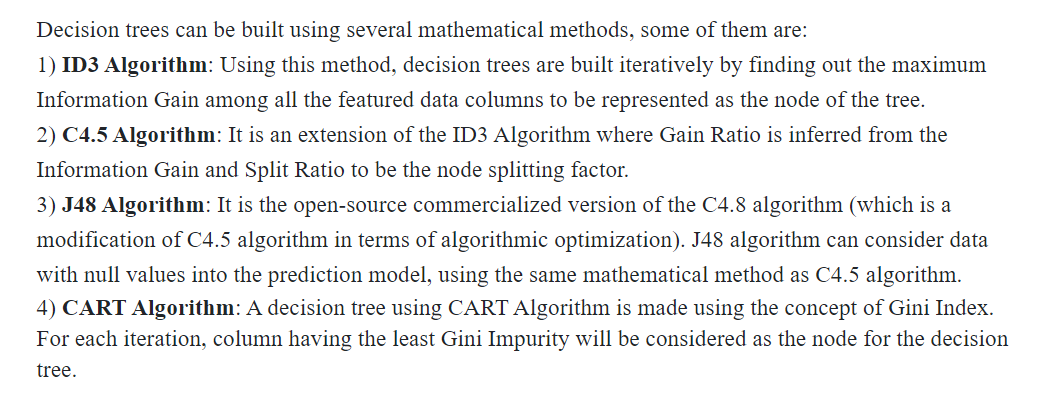 Decision trees can be built using several mathematical methods, some of them are:
1) ID3 Algorithm: Using this method, decision trees are built iteratively by finding out the maximum
Information Gain among all the featured data columns to be represented as the node of the tree.
2) C4.5 Algorithm: It is an extension of the ID3 Algorithm where Gain Ratio is inferred from the
Information Gain and Split Ratio to be the node splitting factor.
3) J48 Algorithm: It is the open-source commercialized version of the C4.8 algorithm (which is a
modification of C4.5 algorithm in terms of algorithmic optimization). J48 algorithm can consider data
with null values into the prediction model, using the same mathematical method as C4.5 algorithm.
4) CART Algorithm: A decision tree using CART Algorithm is made using the concept of Gini Index.
For each iteration, column having the least Gini Impurity will be considered as the node for the decision
tree.